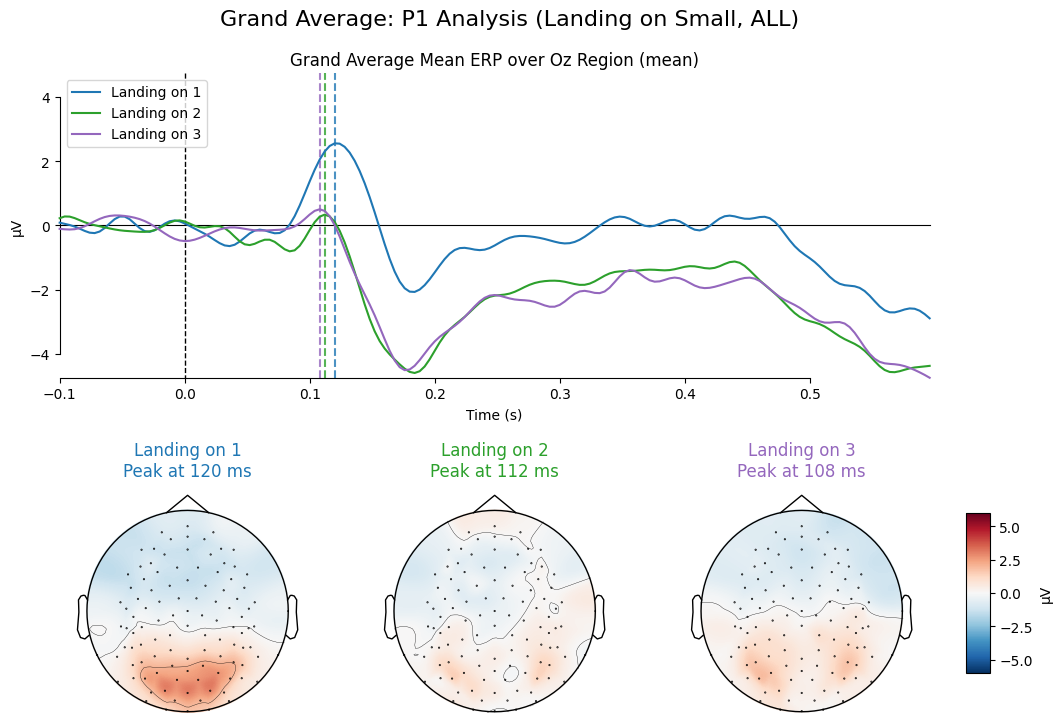 Grand Average: P1 Analysis (Landing on Small, ALL)
Grand Average Mean ERP over Oz Region (mean)
Landing on 1
Landing on 2
Landing on 3
4
2
0
−2
−4
µV
−0.1 0.0 0.1 0.2 0.3 0.4 0.5
Time (s)
Landing on 1
Peak at 120 ms
Landing on 2
Peak at 112 ms
Landing on 3
Peak at 108 ms
5.0
2.5
0.0
−2.5
−5.0
µV